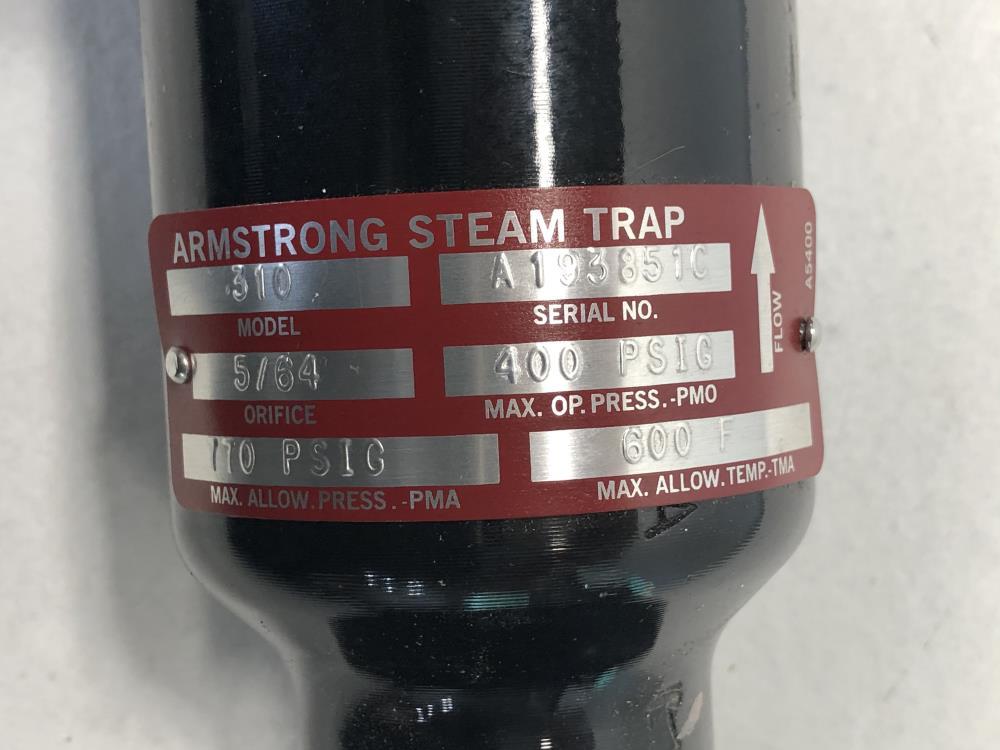 ARMSTRONG STEAM TRAP
310 A193851C
MODEL SERIAL NO.
5/64 400 PSIG
ORIFICE MAX. OP. PRESS.-PMO
770 PSIG 600 F
MAX. ALLOW. PRESS.-PMA MAX. ALLOW. TEMP.-TMA
FLOW
A5400